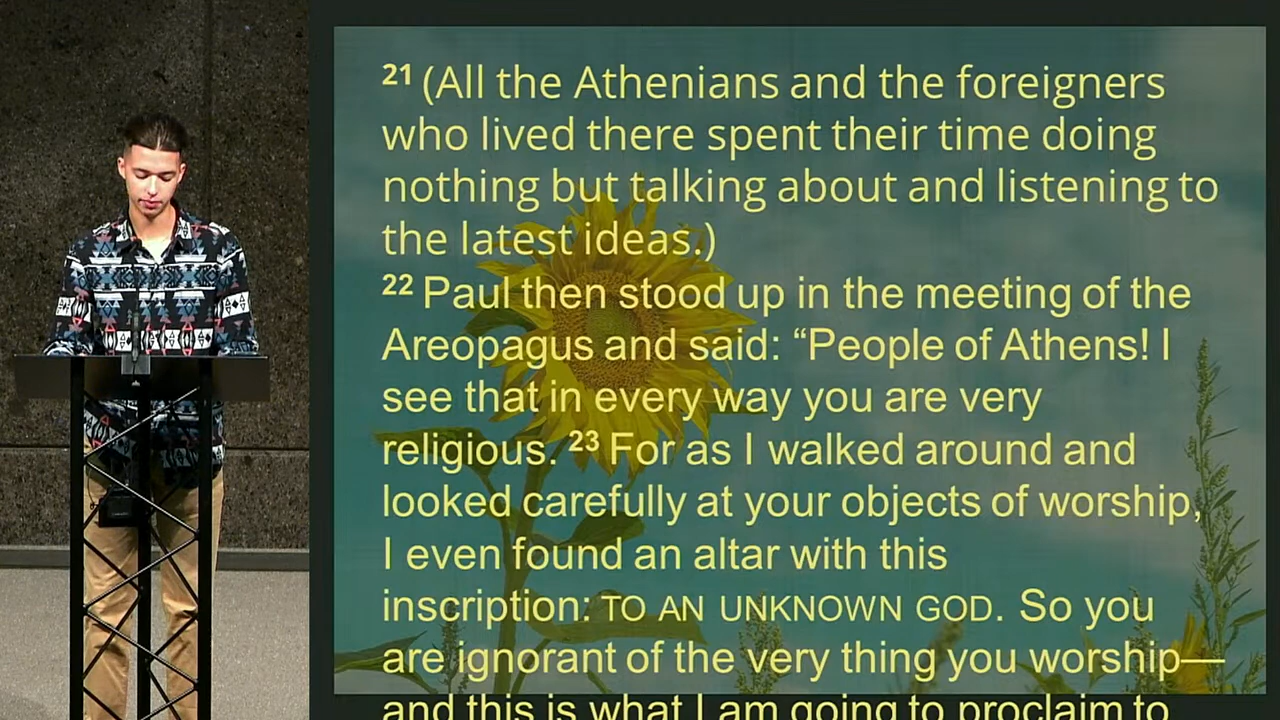 21 (All the Athenians and the foreigners
who lived there spent their time doing
nothing but talking about and listening to
the latest ideas.)
22 Paul then stood up in the meeting of the
Areopagus and said: “People of Athens! I
see that in every way you are very
religious. 23 For as I walked around and
looked carefully at your objects of worship,
I even found an altar with this
inscription: TO AN UNKNOWN GOD. So you
are ignorant of the very thing you worship—
and this is what I am going to proclaim to